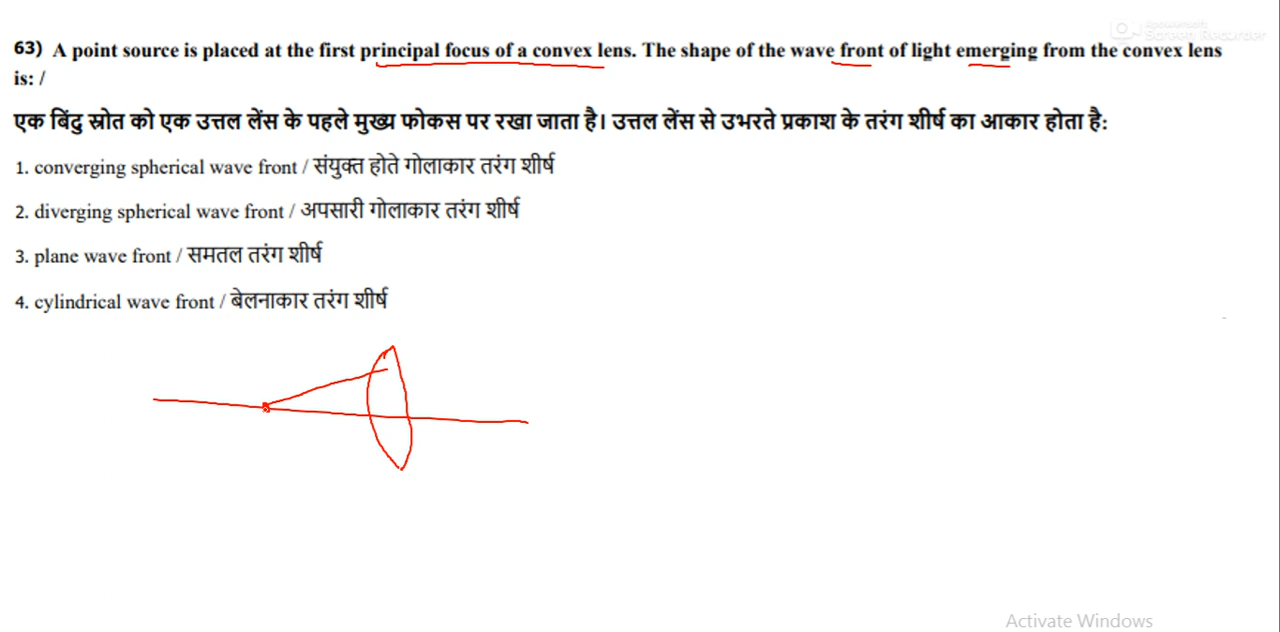 Apowersoft
Screen Recorder
63) A point source is placed at the first principal focus of a convex lens. The shape of the wave front of light emerging from the convex lens
is: /
एक बिंदु स्रोत को एक उत्तल लेंस के पहले मुख्य फोकस पर रखा जाता है। उत्तल लेंस से उभरते प्रकाश के तरंग शीर्ष का आकार होता है:
1. converging spherical wave front / संयुक्त होते गोलाकार तरंग शीर्ष
2. diverging spherical wave front / अपसारी गोलाकार तरंग शीर्ष
3. plane wave front / समतल तरंग शीर्ष
4. cylindrical wave front / बेलनाकार तरंग शीर्ष
Activate Windows